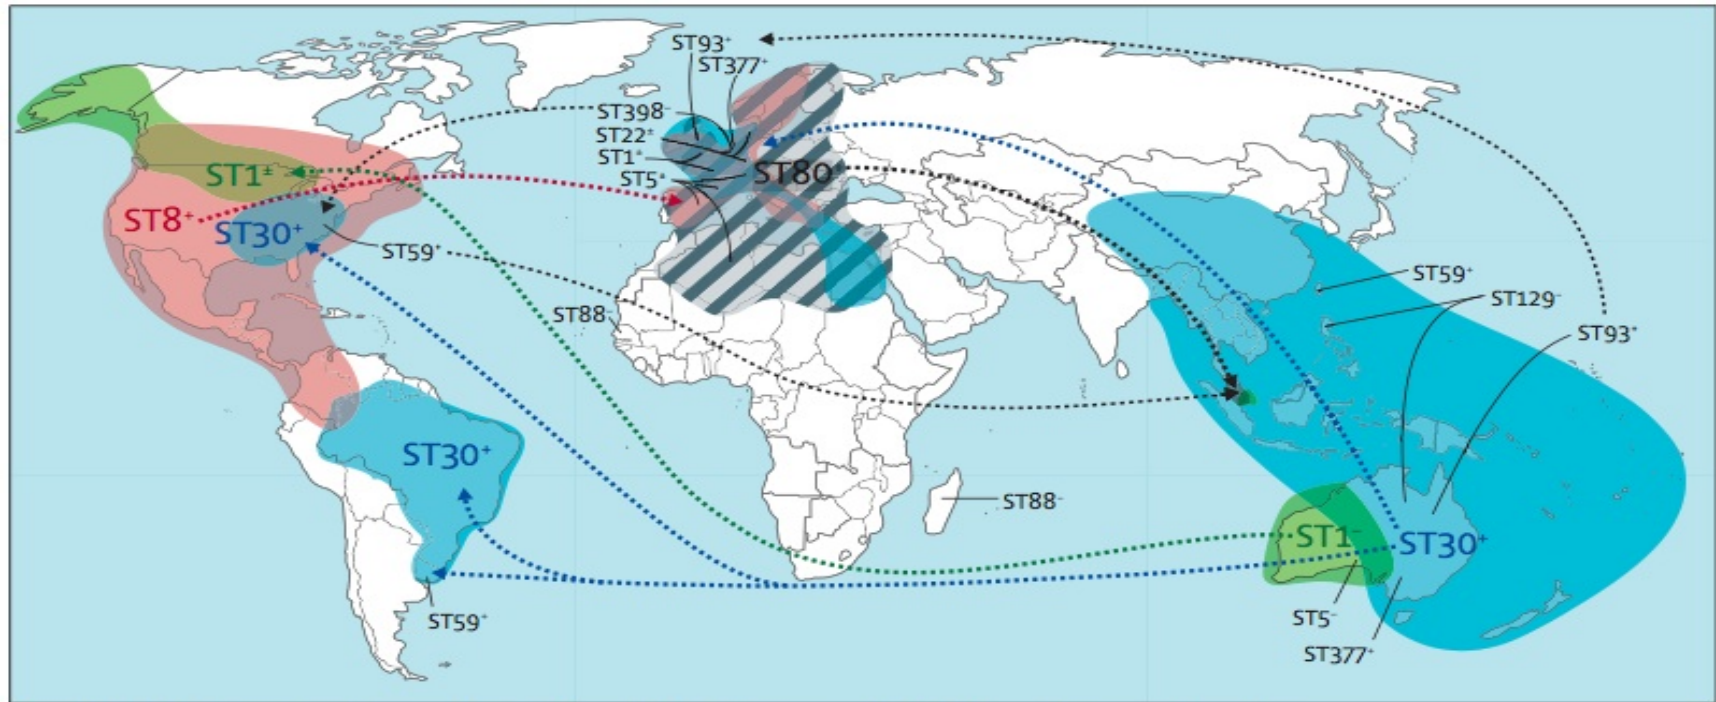 ST93⁺
ST377⁺
ST398⁻
ST22±
ST1±
ST5±
ST80
ST1±
ST8⁺
ST30⁺
ST59⁺
ST88⁻
ST59⁺
ST129⁻
ST93⁺
ST30⁺
ST88⁻
ST1⁻
ST30⁺
ST5⁻
ST59⁺
ST377⁺